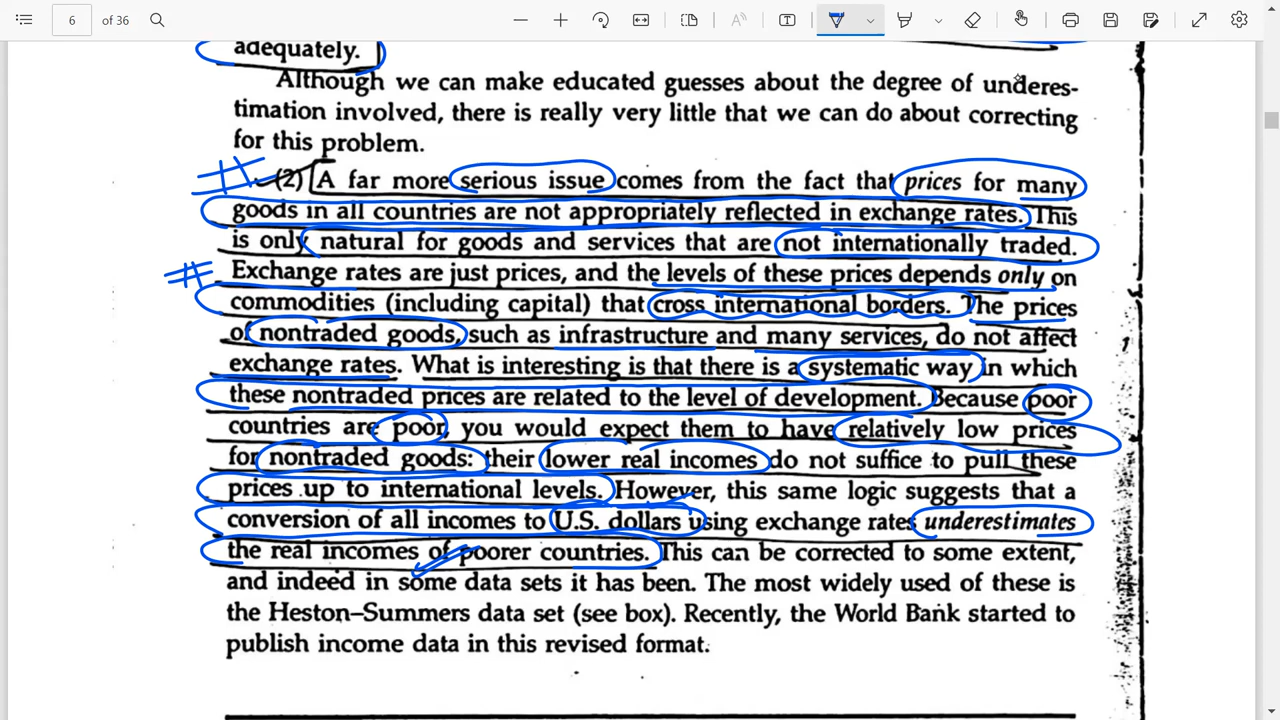 6 of 36
adequately.
Although we can make educated guesses about the degree of underes-
timation involved, there is really very little that we can do about correcting
for this problem.
(2) A far more serious issue comes from the fact that prices for many
goods in all countries are not appropriately reflected in exchange rates. This
is only natural for goods and services that are not internationally traded.
Exchange rates are just prices, and the levels of these prices depends only on
commodities (including capital) that cross international borders. The prices
of nontraded goods, such as infrastructure and many services, do not affect
exchange rates. What is interesting is that there is a systematic way in which
these nontraded prices are related to the level of development. Because poor
countries are poor, you would expect them to have relatively low prices
for nontraded goods: their lower real incomes do not suffice to pull these
prices up to international levels. However, this same logic suggests that a
conversion of all incomes to U.S. dollars using exchange rates underestimates
the real incomes of poorer countries. This can be corrected to some extent,
and indeed in some data sets it has been. The most widely used of these is
the Heston–Summers data set (see box). Recently, the World Bank started to
publish income data in this revised format.